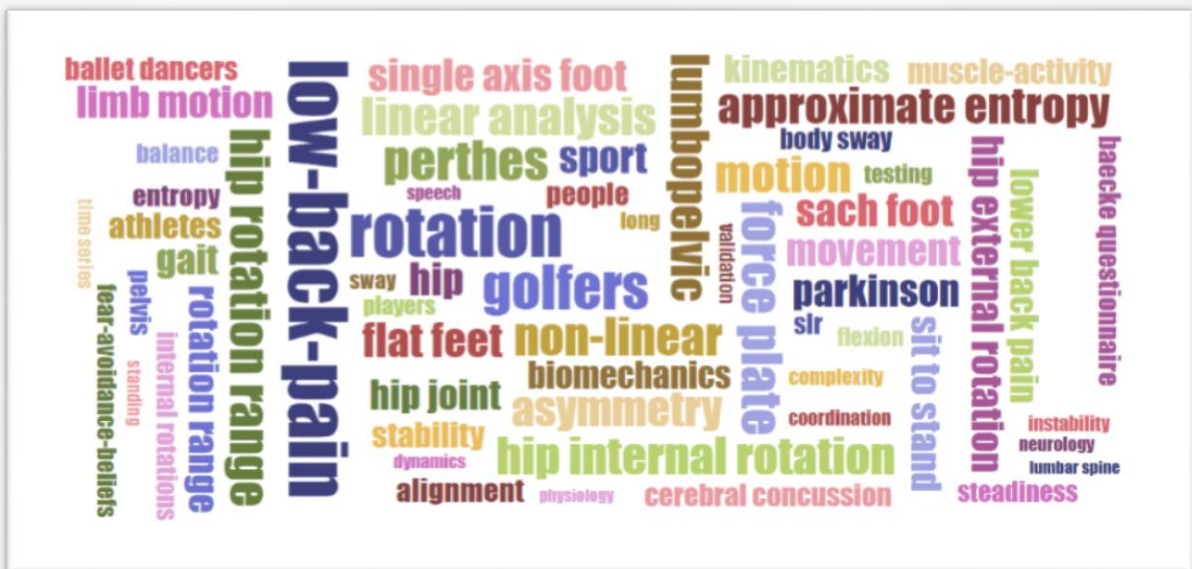 ballet dancers
limb motion
balance
entropy
athletes
gait
time series
fear-avoidance-beliefs
pelvis
standing
internal rotations
rotation range
hip rotation range
low-back-pain
single axis foot
linear analysis
perthes
sport
speech
people
long
rotation
sway
hip
golfers
players
flat feet
non-linear
biomechanics
hip joint
asymmetry
stability
dynamics
hip internal rotation
alignment
physiology
cerebral concussion
lumbopelvic
kinematics
muscle-activity
approximate entropy
body sway
motion
testing
validation
force plate
sach foot
movement
parkinson
slr
flexion
sit to stand
complexity
coordination
hip external rotation
lower back pain
baecke questionnaire
instability
neurology
lumbar spine
steadiness